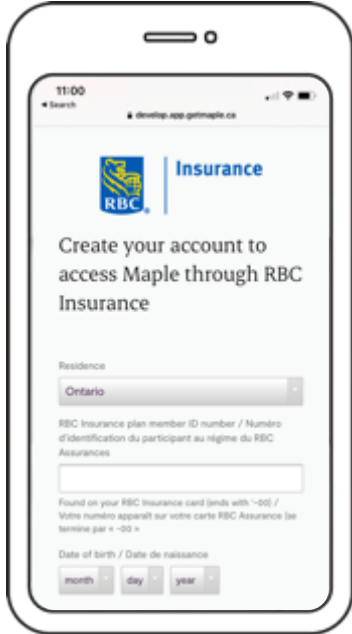 11:00
◀ Search
develop.app.getmaple.ca
RBC®
Insurance
Create your account to
access Maple through RBC
Insurance
Residence
Ontario
RBC Insurance plan member ID number / Numéro
d'identification du participant au régime du RBC
Assurances
Found on your RBC Insurance card (ends with '-00) /
Votre numéro apparaît sur votre carte RBC Assurance (se
termine par « -00 »
Date of birth / Date de naissance
month day year